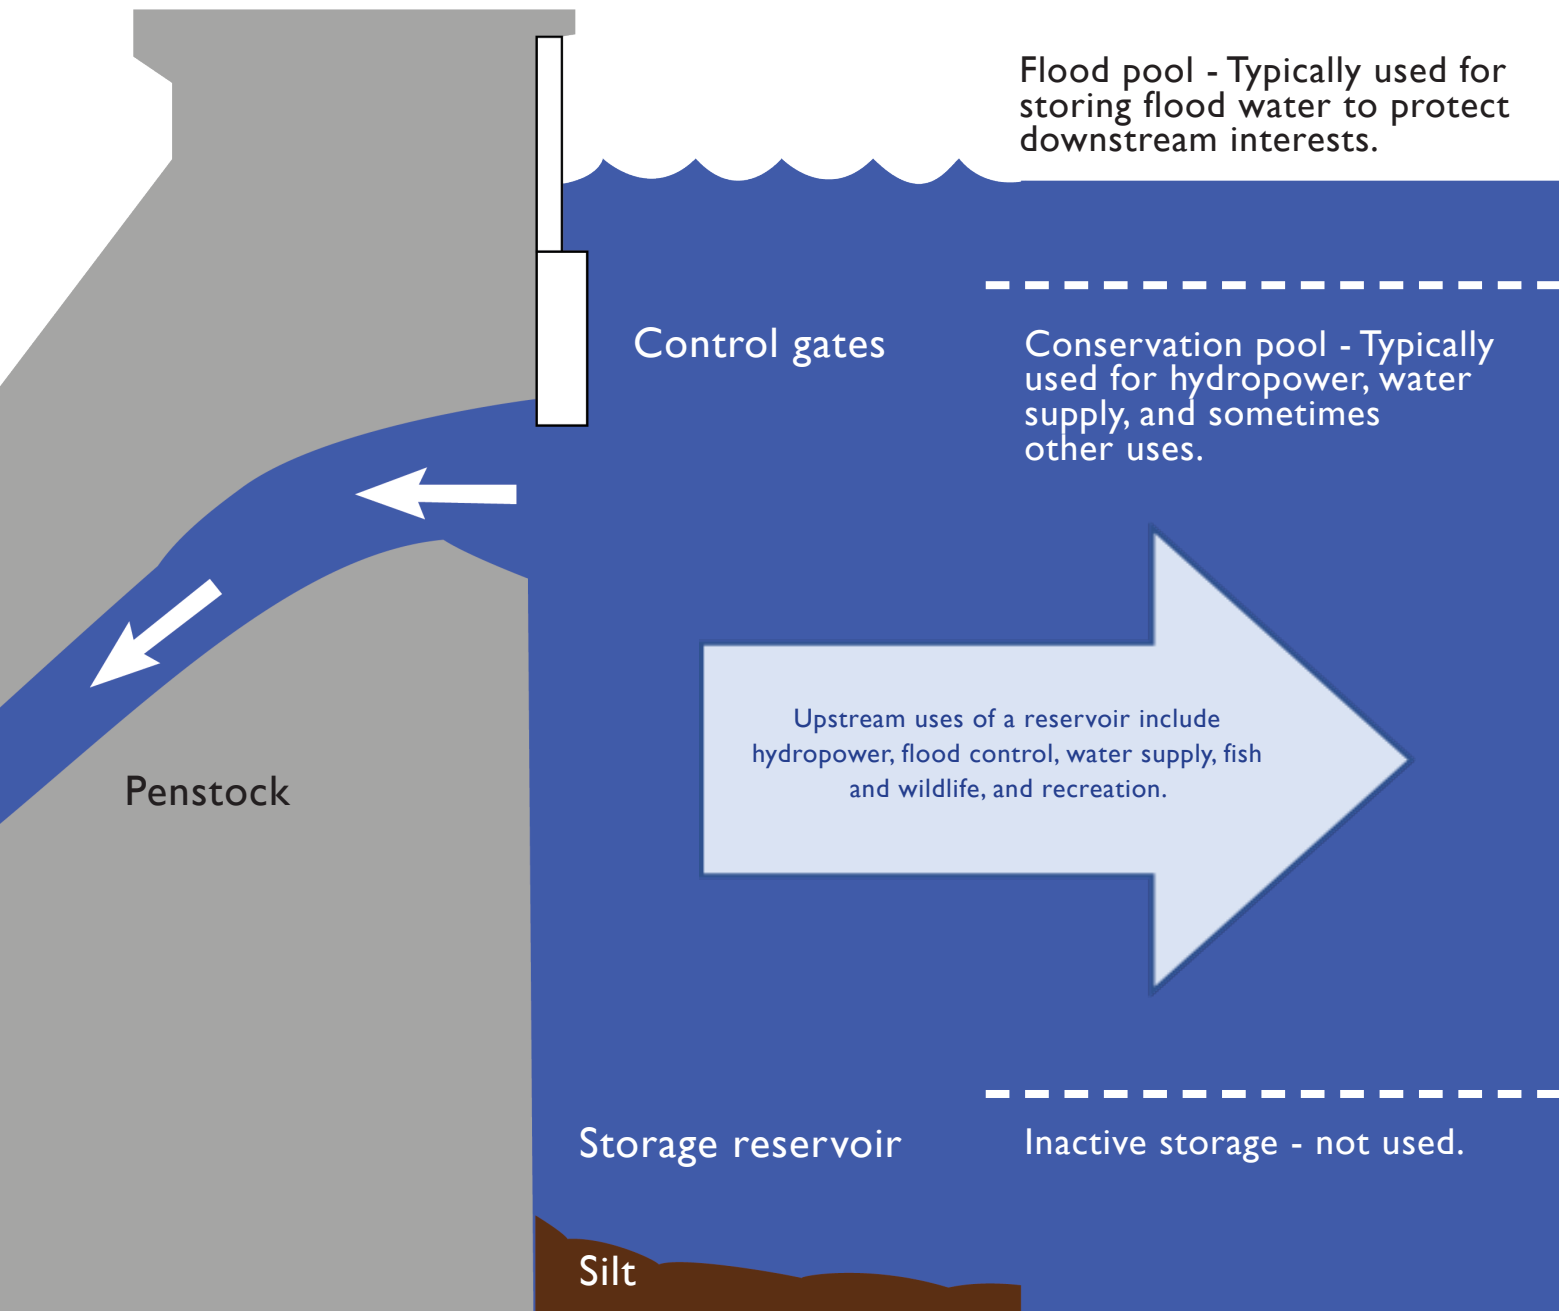 Flood pool - Typically used for
storing flood water to protect
downstream interests.
Control gates
Conservation pool - Typically
used for hydropower, water
supply, and sometimes
other uses.
Upstream uses of a reservoir include
hydropower, flood control, water supply, fish
and wildlife, and recreation.
Penstock
Storage reservoir
Inactive storage - not used.
Silt